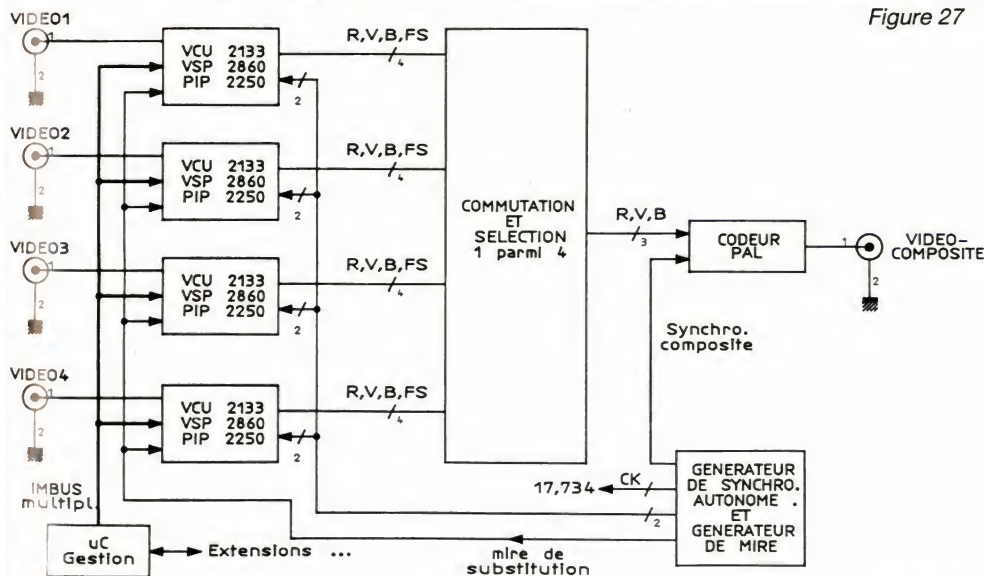 Figure 27
VIDEO1
1
2
VCU 2133
VSP 2860
PIP 2250
2
R,V,B,FS
4
VIDEO2
1
2
VCU 2133
VSP 2860
PIP 2250
2
R,V,B,FS
4
VIDEO3
1
2
VCU 2133
VSP 2860
PIP 2250
2
R,V,B,FS
4
VIDEO4
1
2
VCU 2133
VSP 2860
PIP 2250
2
R,V,B,FS
4
COMMUTATION
ET
SELECTION
1 parmi 4
R,V,B
3
CODEUR
PAL
1
2
VIDEO-
COMPOSITE
Synchro.
composite
GENERATEUR
DE SYNCHRO.
AUTONOME .
ET
GENERATEUR
DE MIRE
17,734
CK
2
IMBUS
multipl.
uC
Gestion
Extensions ...
mire de
substitution